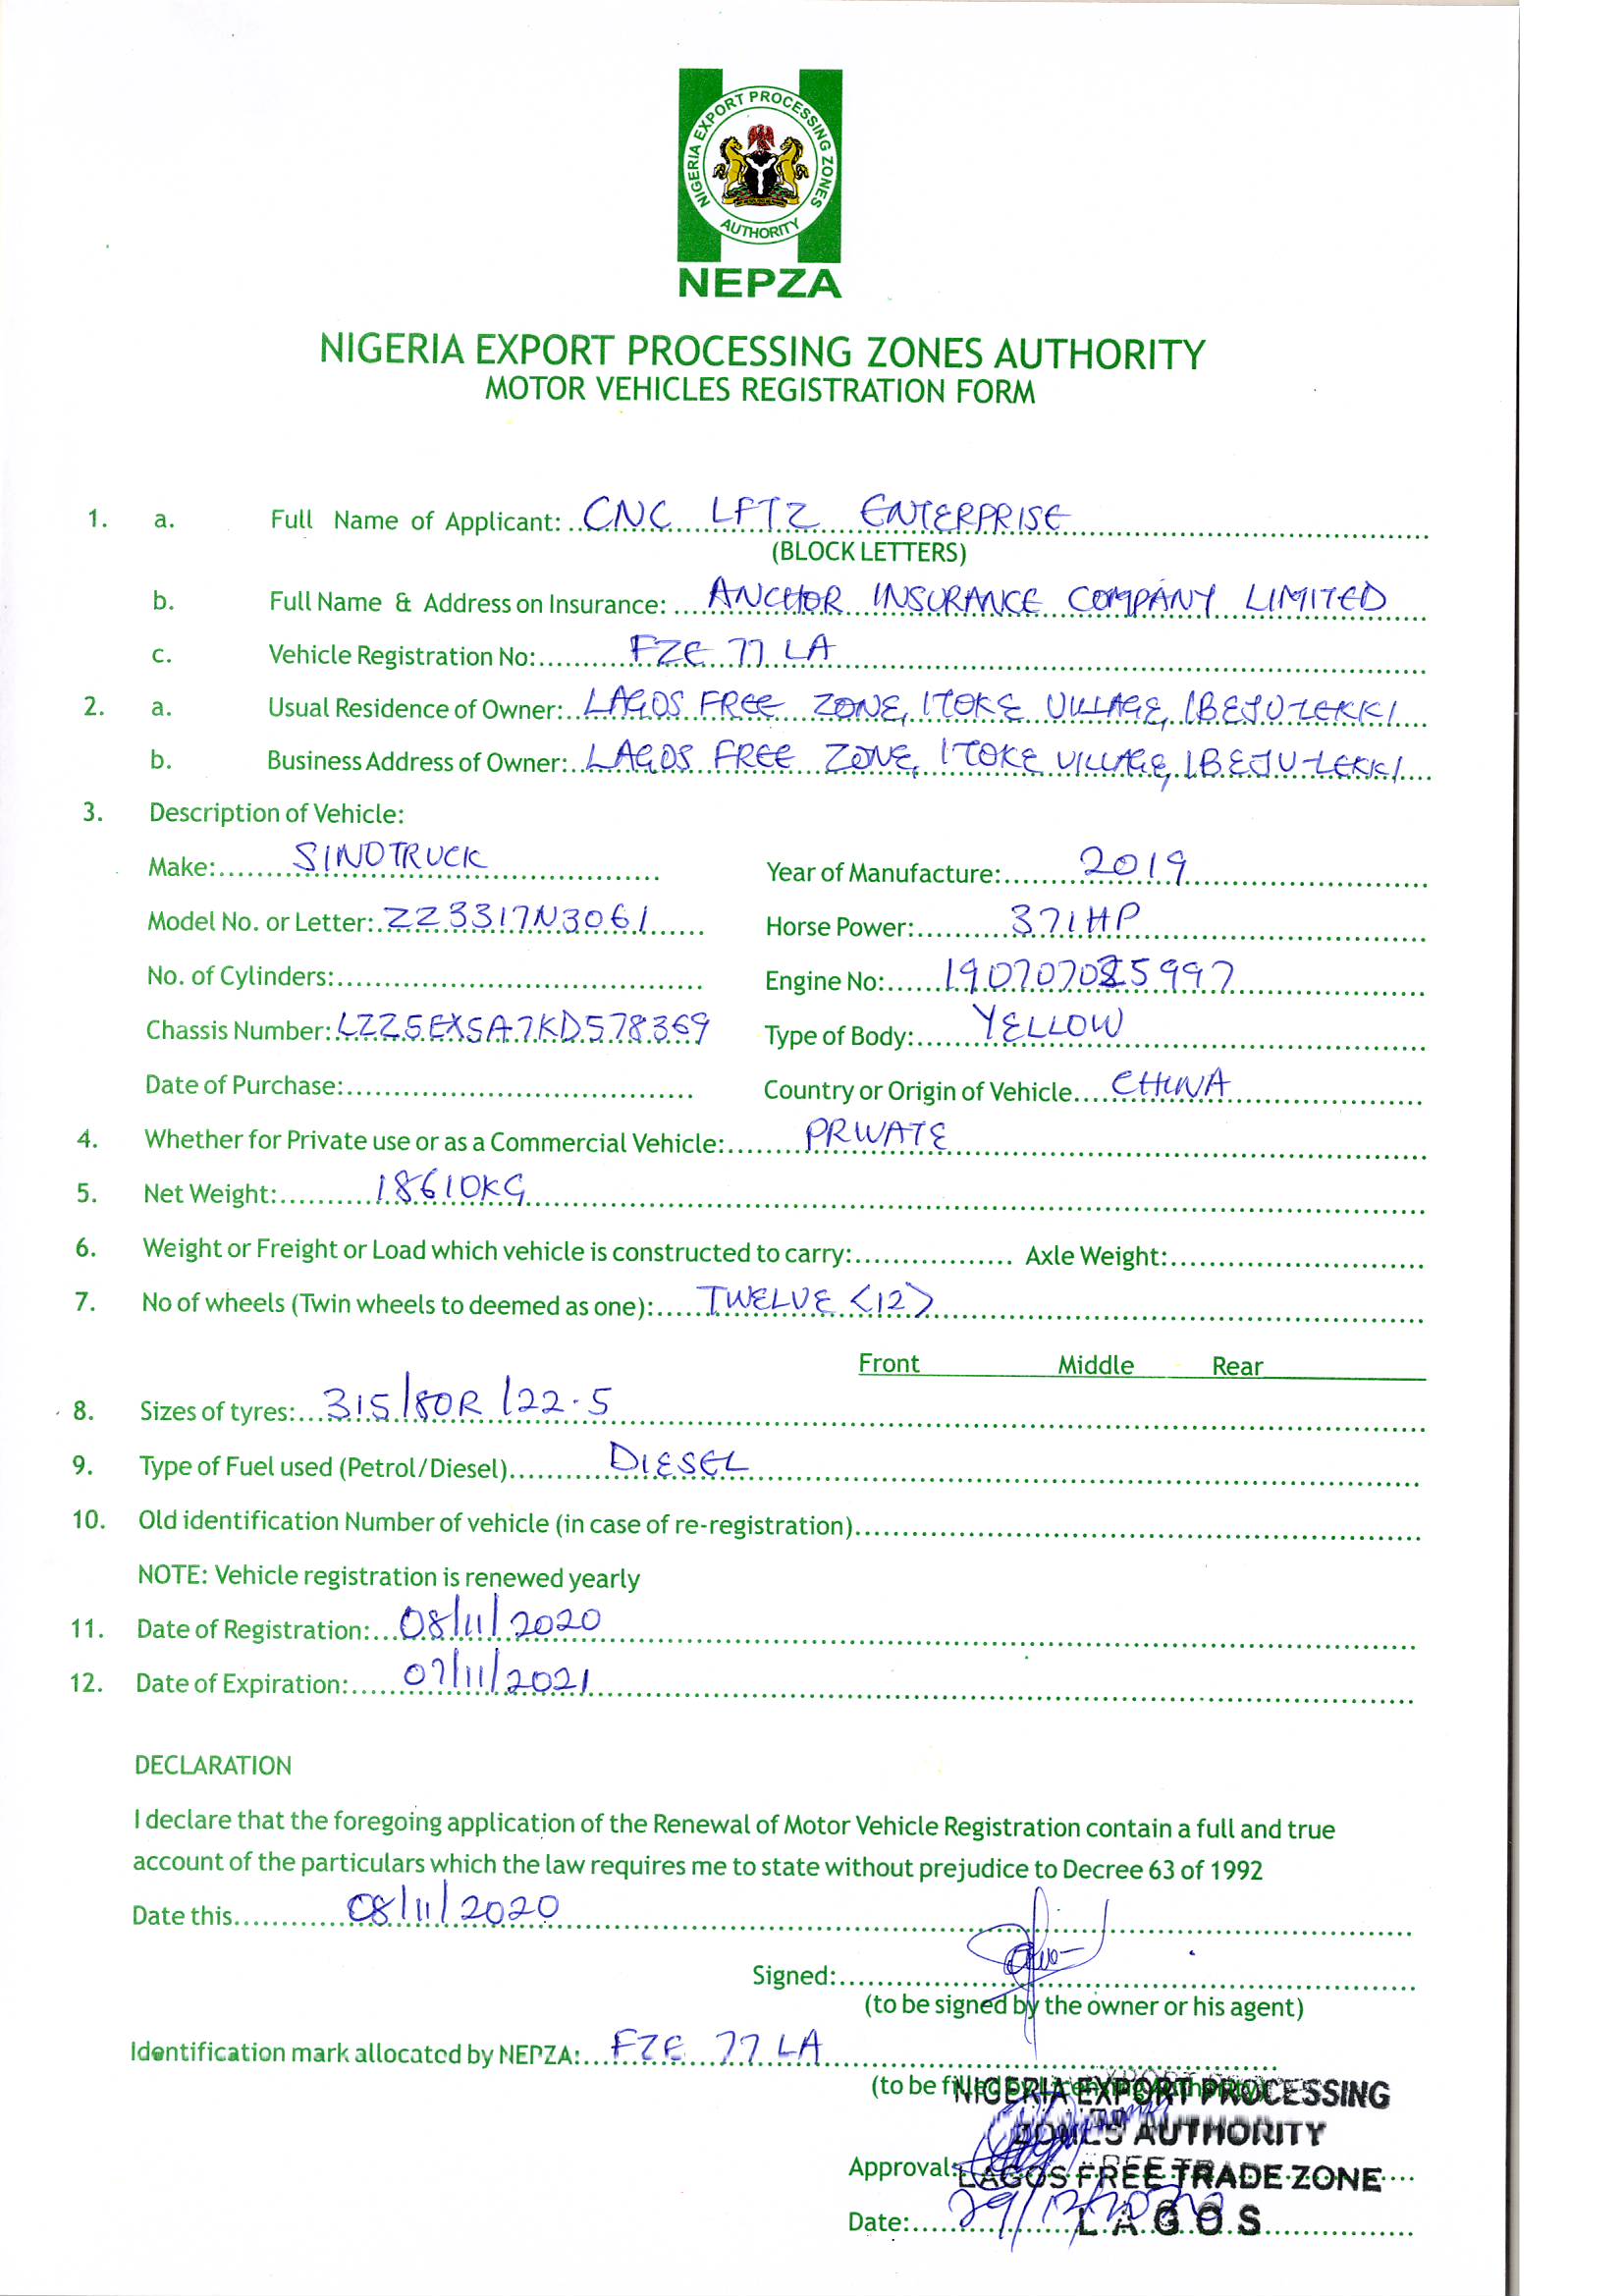 NIGERIA EXPORT PROCESSING ZONES
AUTHORITY
NEPZA
NIGERIA EXPORT PROCESSING ZONES AUTHORITY
MOTOR VEHICLES REGISTRATION FORM
1. a. Full Name of Applicant: CNC LFTZ ENTERPRISE
(BLOCK LETTERS)
b. Full Name & Address on Insurance: ANCHOR INSURANCE COMPANY LIMITED
c. Vehicle Registration No: FZE 77 LA
2. a. Usual Residence of Owner: LAGOS FREE ZONE, ITOKE VILLAGE, IBEJU-LEKKI
b. Business Address of Owner: LAGOS FREE ZONE, ITOKE VILLAGE, IBEJU-LEKKI
3. Description of Vehicle:
Make: SINOTRUCK Year of Manufacture: 2019
Model No. or Letter: ZZ3317N3061 Horse Power: 371HP
No. of Cylinders: Engine No: 190707025997
Chassis Number: LZZ5EXSA7KD578369 Type of Body: YELLOW
Date of Purchase: Country or Origin of Vehicle CHINA
4. Whether for Private use or as a Commercial Vehicle: PRIVATE
5. Net Weight: 18610KG
6. Weight or Freight or Load which vehicle is constructed to carry: Axle Weight:
7. No of wheels (Twin wheels to deemed as one): TWELVE <12>
Front Middle Rear
8. Sizes of tyres: 315/80R/22.5
9. Type of Fuel used (Petrol/Diesel) DIESEL
10. Old identification Number of vehicle (in case of re-registration)
NOTE: Vehicle registration is renewed yearly
11. Date of Registration: 08/11/2020
12. Date of Expiration: 07/11/2021
DECLARATION
I declare that the foregoing application of the Renewal of Motor Vehicle Registration contain a full and true
account of the particulars which the law requires me to state without prejudice to Decree 63 of 1992
Date this 08/11/2020
Signed:
(to be signed by the owner or his agent)
Identification mark allocated by NEPZA: FZE 77 LA
(to be filled by Licensing Authority)
NIGERIA EXPORT PROCESSING
ZONES AUTHORITY
Approval: LAGOS FREE TRADE ZONE
Date: 29/12/2020 LAGOS